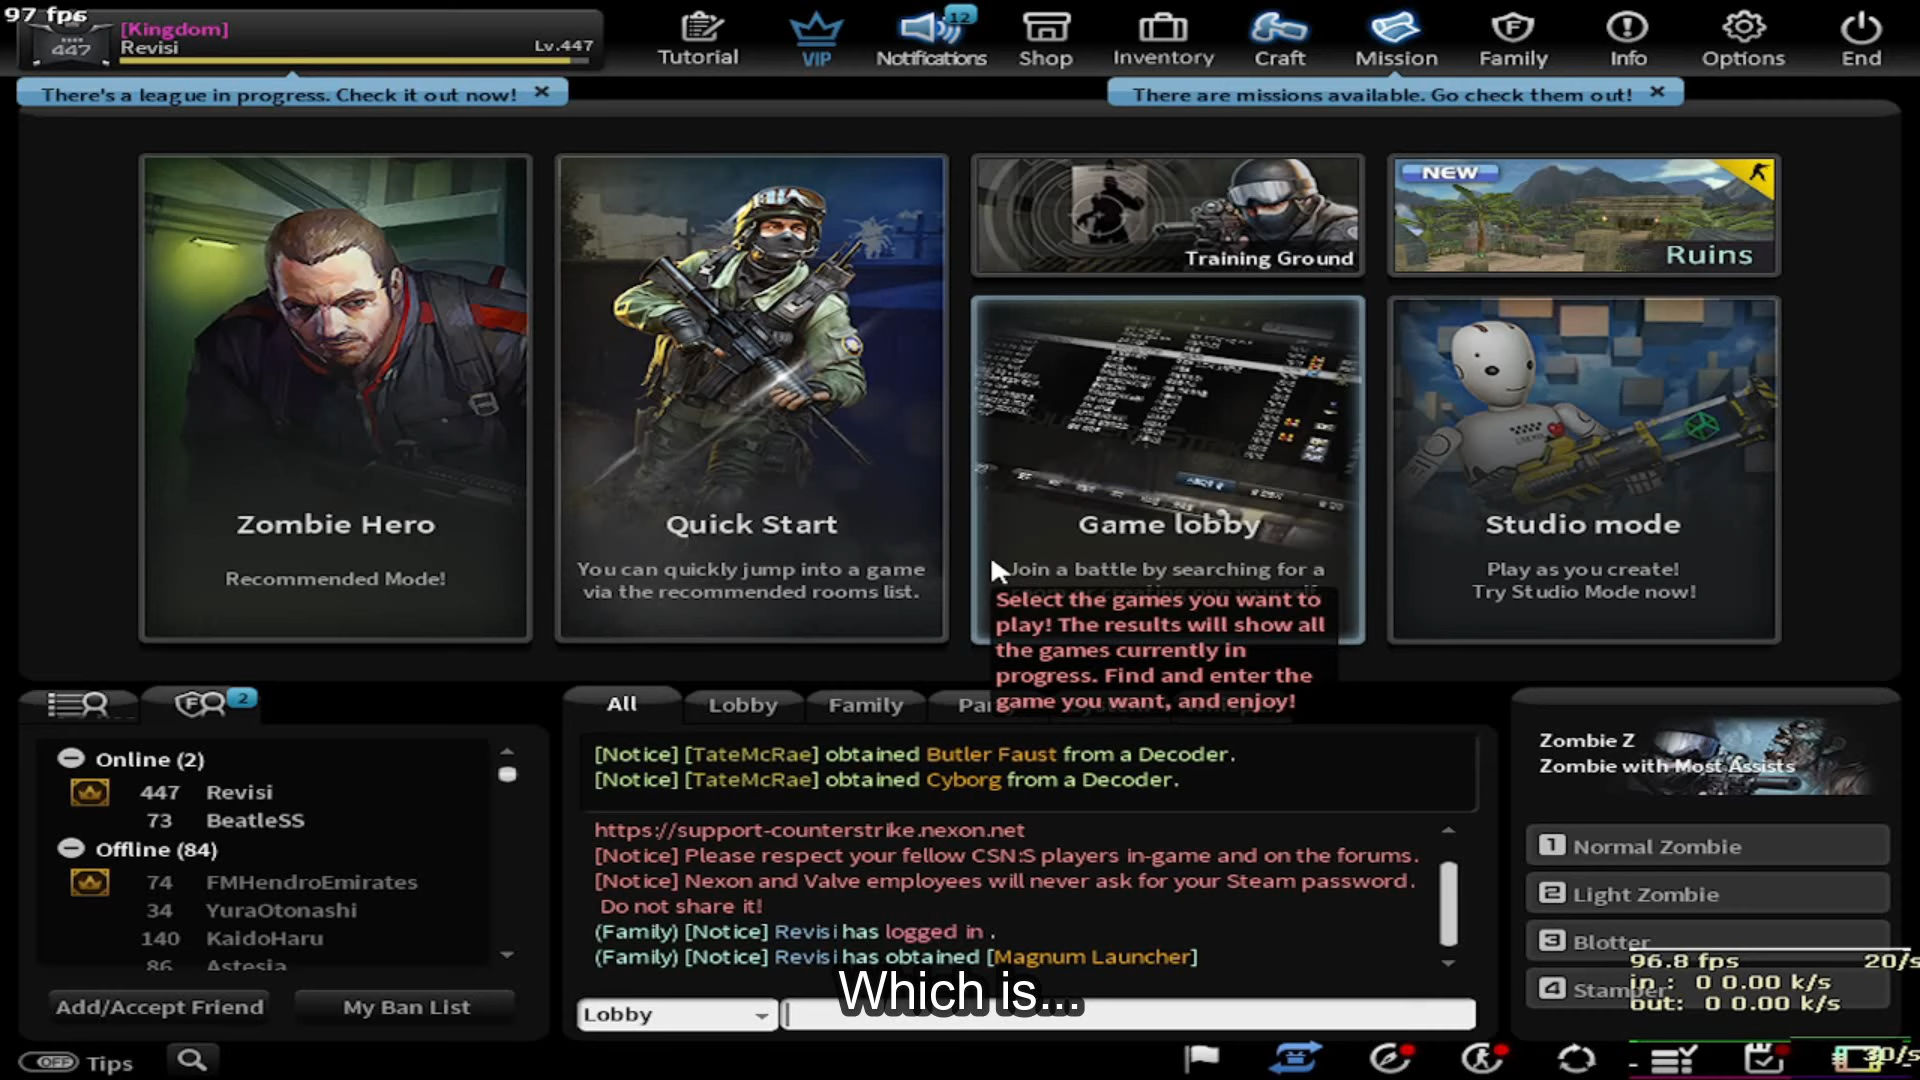 97 fps
447
[Kingdom]
Revisi
Lv.447
Tutorial
VIP
12
Notifications
Shop
Inventory
Craft
Mission
Family
Info
Options
End
There's a league in progress. Check it out now!
There are missions available. Go check them out!
Zombie Hero
Recommended Mode!
Quick Start
You can quickly jump into a game
via the recommended rooms list.
Training Ground
Game lobby
Join a battle by searching for a
Select the games you want to
play! The results will show all
the games currently in
progress. Find and enter the
game you want, and enjoy!
NEW
Ruins
Studio mode
Play as you create!
Try Studio Mode now!
2
Online (2)
447 Revisi
73 BeatleSS
Offline (84)
74 FMHendroEmirates
34 YuraOtonashi
140 KaidoHaru
86 Astesia
Add/Accept Friend
My Ban List
OFF Tips
All
Lobby
Family
[Notice] [TateMcRae] obtained Butler Faust from a Decoder.
[Notice] [TateMcRae] obtained Cyborg from a Decoder.
https://support-counterstrike.nexon.net
[Notice] Please respect your fellow CSN:S players in-game and on the forums.
[Notice] Nexon and Valve employees will never ask for your Steam password.
Do not share it!
(Family) [Notice] Revisi has logged in .
(Family) [Notice] Revisi has obtained [Magnum Launcher]
Which is...
Lobby
Zombie Z
Zombie with Most Assists
1 Normal Zombie
2 Light Zombie
3 Blotter
4 Stamper
96.8 fps
20/s
in : 0 0.00 k/s
out: 0 0.00 k/s
30/s